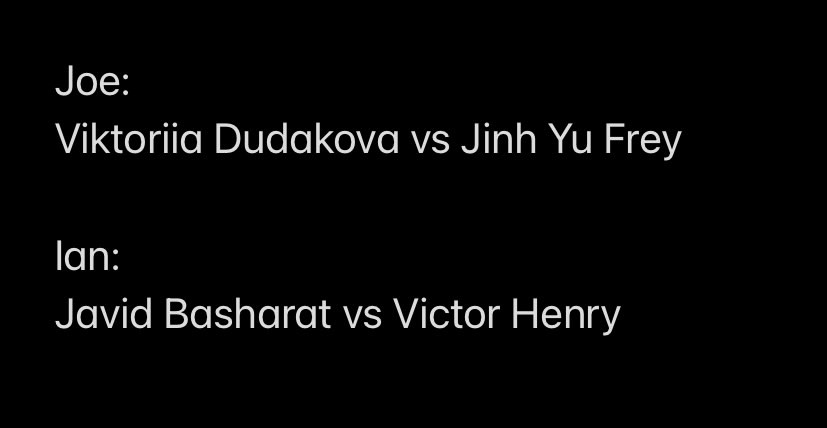 Joe:
Viktoriia Dudakova vs Jinh Yu Frey
Ian:
Javid Basharat vs Victor Henry